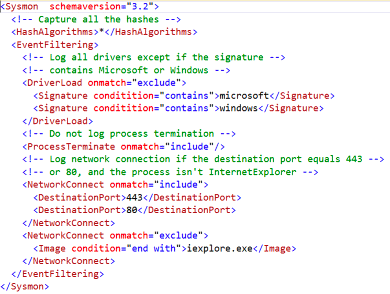 <Sysmon  schemaversion="3.2">
<!-- Capture all the hashes -->
<HashAlgorithms>*</HashAlgorithms>
<EventFiltering>
<!-- Log all drivers except if the signature -->
<!-- contains Microsoft or Windows -->
<DriverLoad onmatch="exclude">
<Signature conditition="contains">microsoft</Signature>
<Signature conditition="contains">windows</Signature>
</DriverLoad>
<!-- Do not log process termination -->
<ProcessTerminate onmatch="include"/>
<!-- Log network connection if the destination port equals 443 -->
<!-- or 80, and the process isn't InternetExplorer -->
<NetworkConnect onmatch="include">
<DestinationPort>443</DestinationPort>
<DestinationPort>80</DestinationPort>
</NetworkConnect>
<NetworkConnect onmatch="exclude">
<Image condition="end with">iexplore.exe</Image>
</NetworkConnect>
</EventFiltering>
</Sysmon>